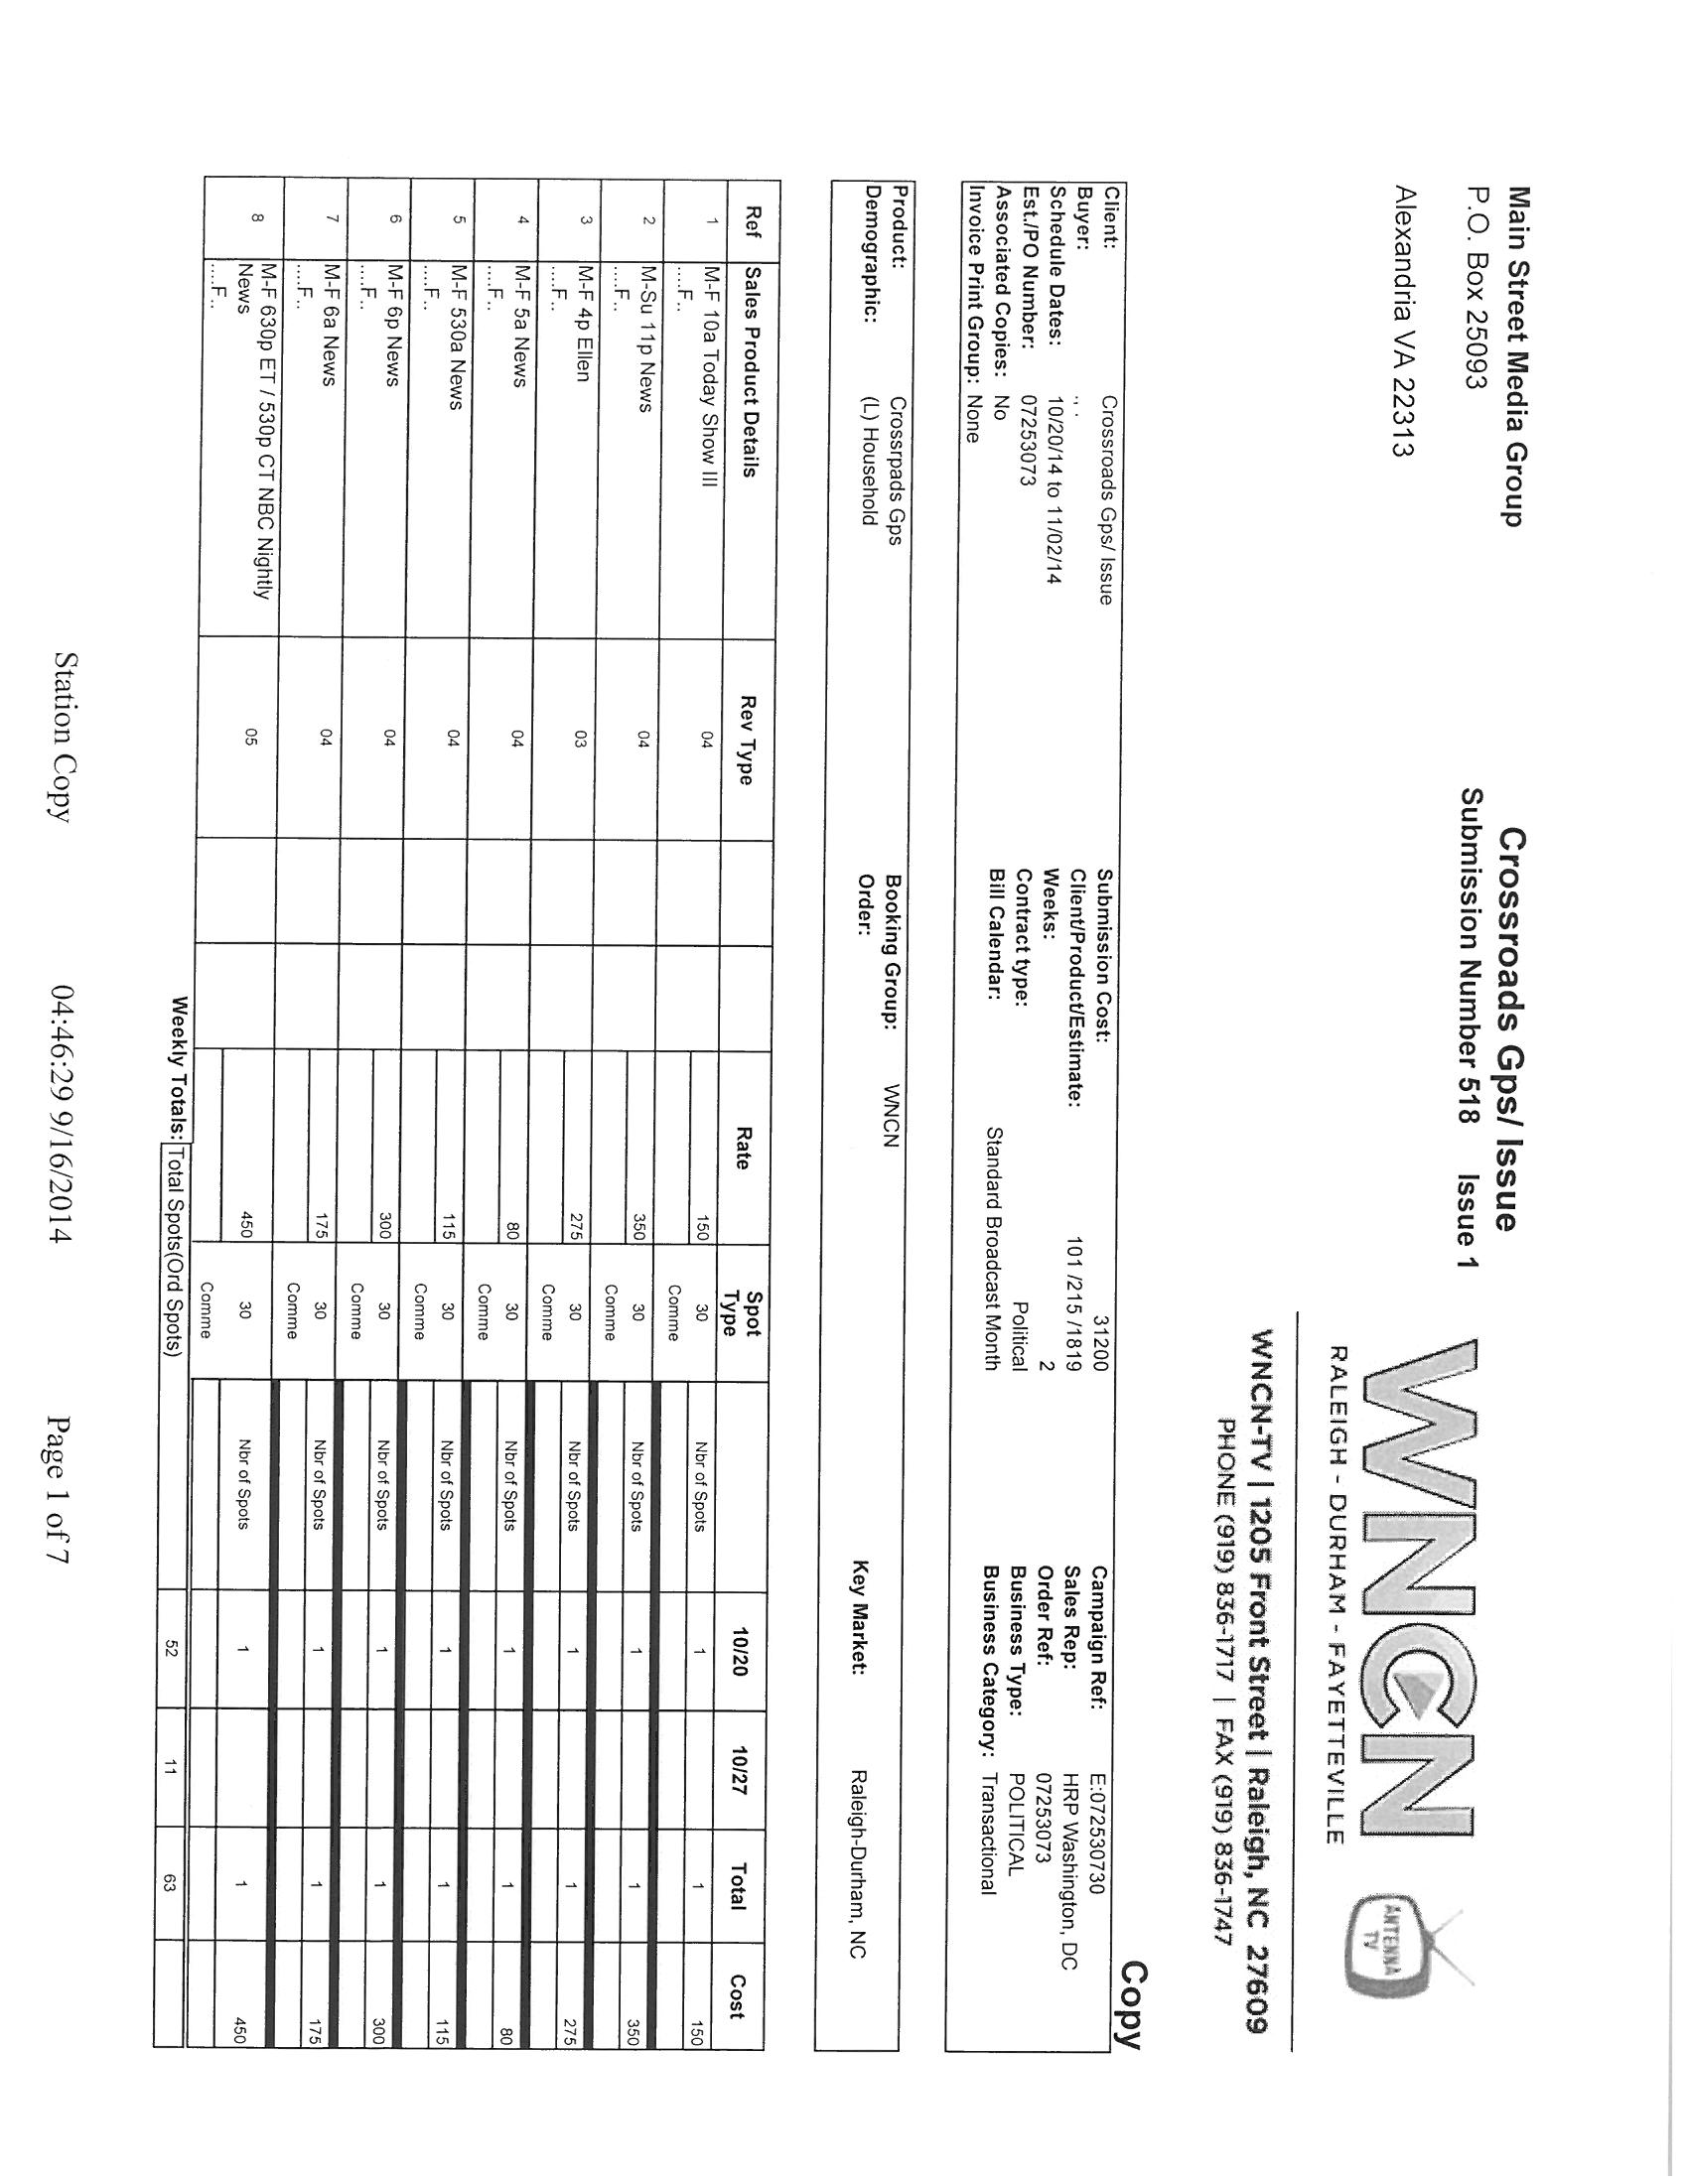 Main Street Media Group
P.O. Box 25093
Alexandria VA 22313
Crossroads Gps/ Issue
Submission Number 518 Issue 1
WNCN
RALEIGH - DURHAM - FAYETTEVILLE
ANTENNA
TV
WNCN-TV | 1205 Front Street | Raleigh, NC 27609
PHONE (919) 836-1717 | FAX (919) 836-1747
Copy
Client: Crossroads Gps/ Issue Submission Cost: 31200 Campaign Ref: E:072530730
Buyer: ., . Client/Product/Estimate: 101 /215 /1819 Sales Rep: HRP Washington, DC
Schedule Dates: 10/20/14 to 11/02/14 Weeks: 2 Order Ref: 07253073
Est./PO Number: 07253073 Contract type: Political Business Type: POLITICAL
Associated Copies: No Bill Calendar: Standard Broadcast Month Business Category: Transactional
Invoice Print Group: None
Product: Crossrpads Gps Booking Group: WNCN
Demographic: (L) Household Order: Key Market: Raleigh-Durham, NC
Ref Sales Product Details Rev Type Rate Spot Type 10/20 10/27 Total Cost
1 M-F 10a Today Show III 04 150 30 Nbr of Spots 1 1 150
....F.. Comme
2 M-Su 11p News 04 350 30 Nbr of Spots 1 1 350
....F.. Comme
3 M-F 4p Ellen 03 275 30 Nbr of Spots 1 1 275
....F.. Comme
4 M-F 5a News 04 80 30 Nbr of Spots 1 1 80
....F.. Comme
5 M-F 530a News 04 115 30 Nbr of Spots 1 1 115
....F.. Comme
6 M-F 6p News 04 300 30 Nbr of Spots 1 1 300
....F.. Comme
7 M-F 6a News 04 175 30 Nbr of Spots 1 1 175
....F.. Comme
8 M-F 630p ET / 530p CT NBC Nightly
News 05 450 30 Nbr of Spots 1 1 450
....F.. Comme
Weekly Totals: Total Spots(Ord Spots) 52 11 63
Station Copy 04:46:29 9/16/2014 Page 1 of 7